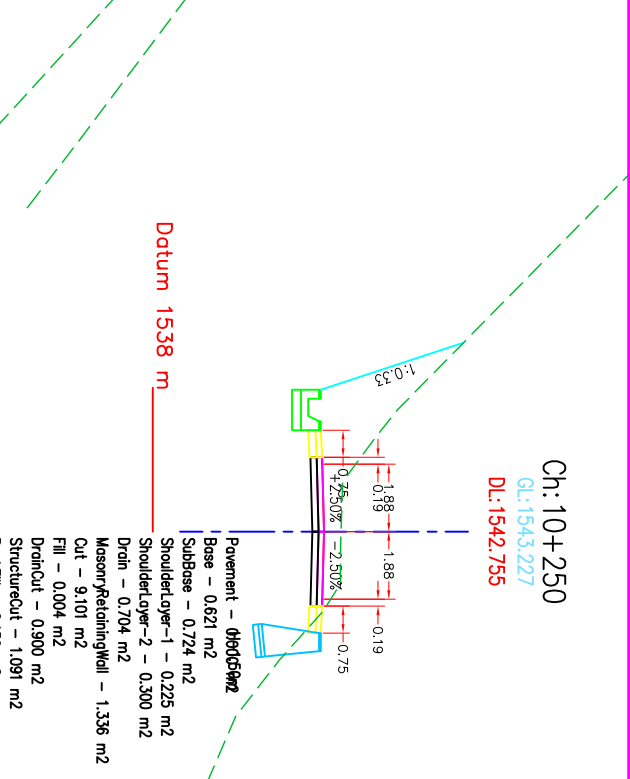 Ch: 10+250
GL:1543.227
DL:1542.755
1:0.33
1.88
1.88
0.19
0.19
0.75
0.75
+2.50%
-2.50%
Datum 1538 m
Pavement -
Base - 0.621 m2
SubBase - 0.724 m2
ShoulderLayer-1 - 0.225 m2
ShoulderLayer-2 - 0.300 m2
Drain - 0.704 m2
MasonryRetainingWall - 1.336 m2
Cut - 9.101 m2
Fill - 0.004 m2
DrainCut - 0.900 m2
StructureCut - 1.091 m2